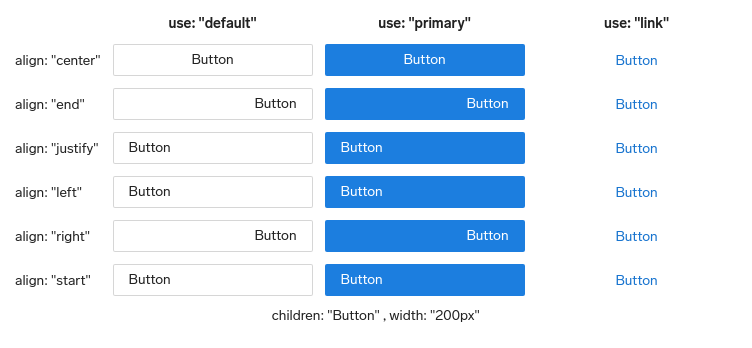 use: "default" use: "primary" use: "link"
align: "center" Button Button Button
align: "end" Button Button Button
align: "justify" Button Button Button
align: "left" Button Button Button
align: "right" Button Button Button
align: "start" Button Button Button
children: "Button" , width: "200px"